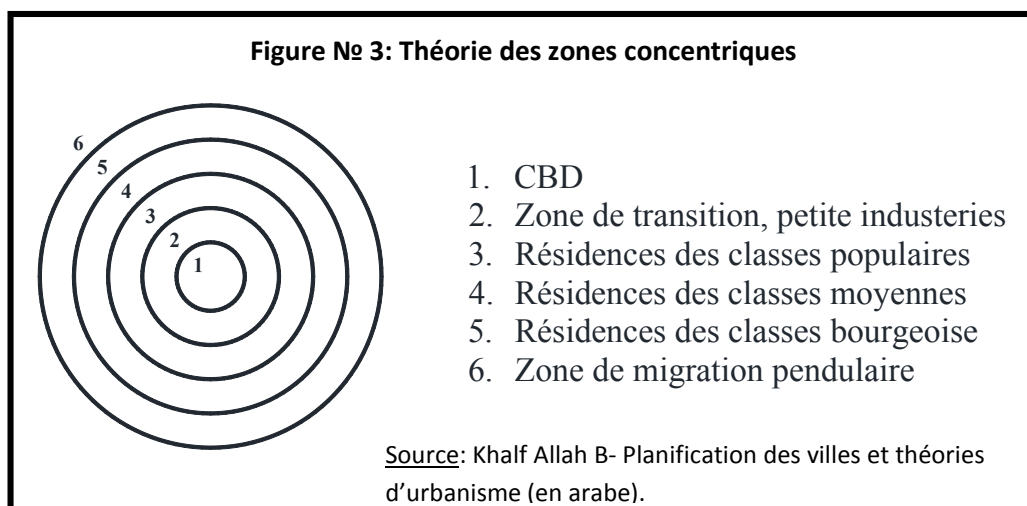 Figure № 3: Théorie des zones concentriques
6
5
4
3
2
1
1. CBD
2. Zone de transition, petite industeries
3. Résidences des classes populaires
4. Résidences des classes moyennes
5. Résidences des classes bourgeoise
6. Zone de migration pendulaire
Source: Khalf Allah B- Planification des villes et théories
d’urbanisme (en arabe).